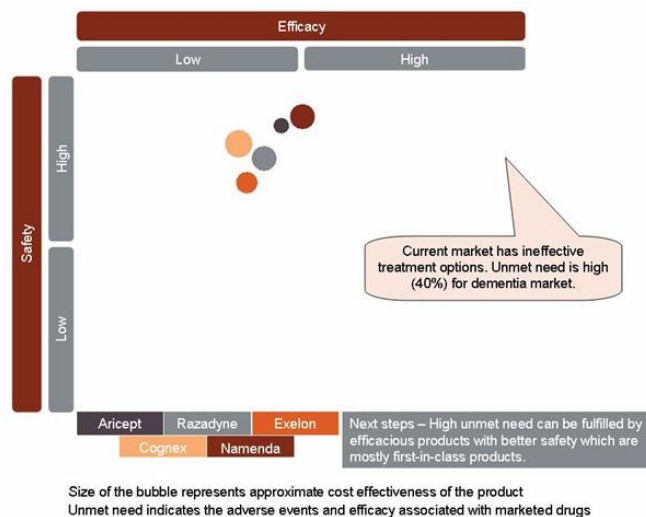 Efficacy
Low
High
Safety
High
Low
Current market has ineffective
treatment options. Unmet need is high
(40%) for dementia market.
Aricept
Razadyne
Exelon
Cognex
Namenda
Next steps – High unmet need can be fulfilled by
efficacious products with better safety which are
mostly first-in-class products.
Size of the bubble represents approximate cost effectiveness of the product
Unmet need indicates the adverse events and efficacy associated with marketed drugs